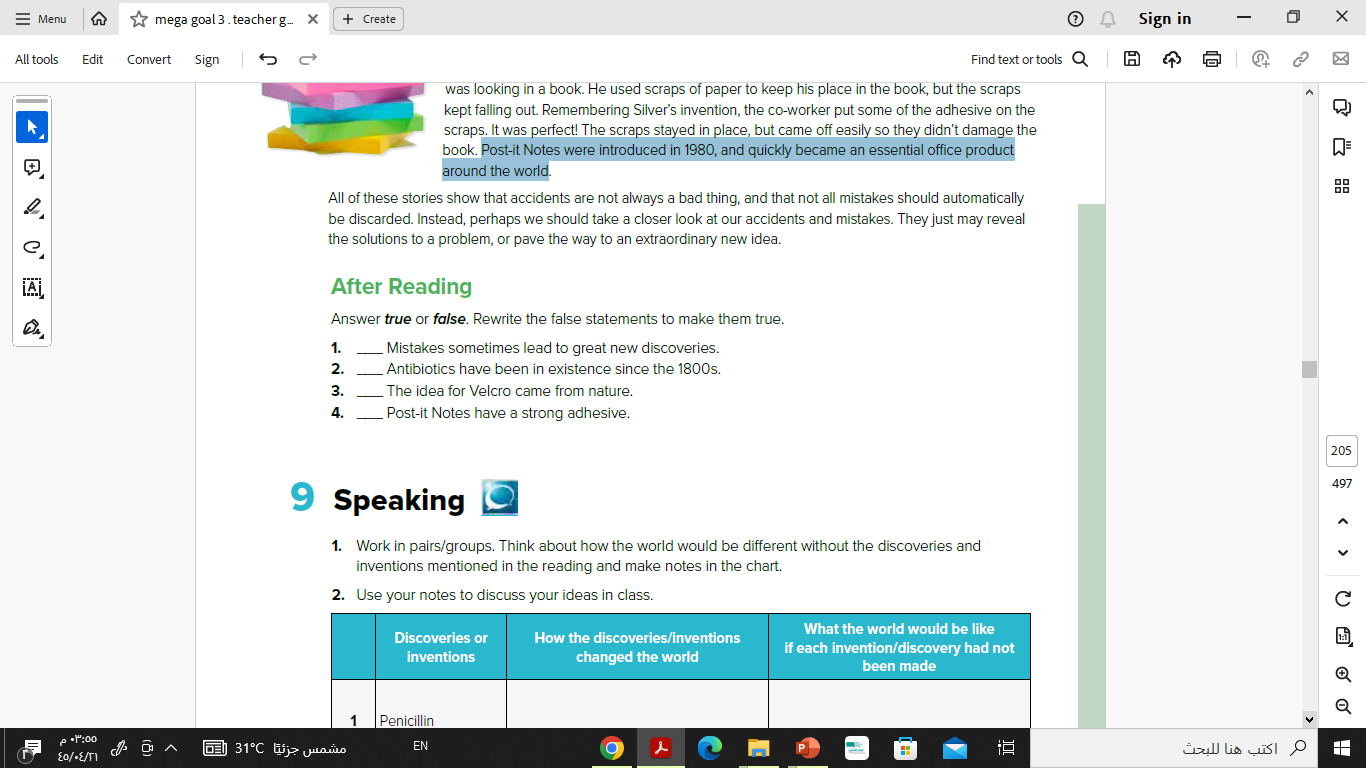 Menu
mega goal 3 . teacher g...
Create
Sign in
All tools
Edit
Convert
Sign
Find text or tools
was looking in a book. He used scraps of paper to keep his place in the book, but the scraps
kept falling out. Remembering Silver's invention, the co-worker put some of the adhesive on the
scraps. It was perfect! The scraps stayed in place, but came off easily so they didn't damage the
book. Post-it Notes were introduced in 1980, and quickly became an essential office product
around the world.
All of these stories show that accidents are not always a bad thing, and that not all mistakes should automatically
be discarded. Instead, perhaps we should take a closer look at our accidents and mistakes. They just may reveal
the solutions to a problem, or pave the way to an extraordinary new idea.
After Reading
Answer true or false. Rewrite the false statements to make them true.
1. ___ Mistakes sometimes lead to great new discoveries.
2. ___ Antibiotics have been in existence since the 1800s.
3. ___ The idea for Velcro came from nature.
4. ___ Post-it Notes have a strong adhesive.
205
497
9 Speaking
1. Work in pairs/groups. Think about how the world would be different without the discoveries and
inventions mentioned in the reading and make notes in the chart.
2. Use your notes to discuss your ideas in class.
Discoveries or
inventions
How the discoveries/inventions
changed the world
What the world would be like
if each invention/discovery had not
been made
1 Penicillin
٠٣:٥٥ م
٤٥/٠٤/٢١
31°C مشمس جزئيًا
EN
اكتب هنا للبحث